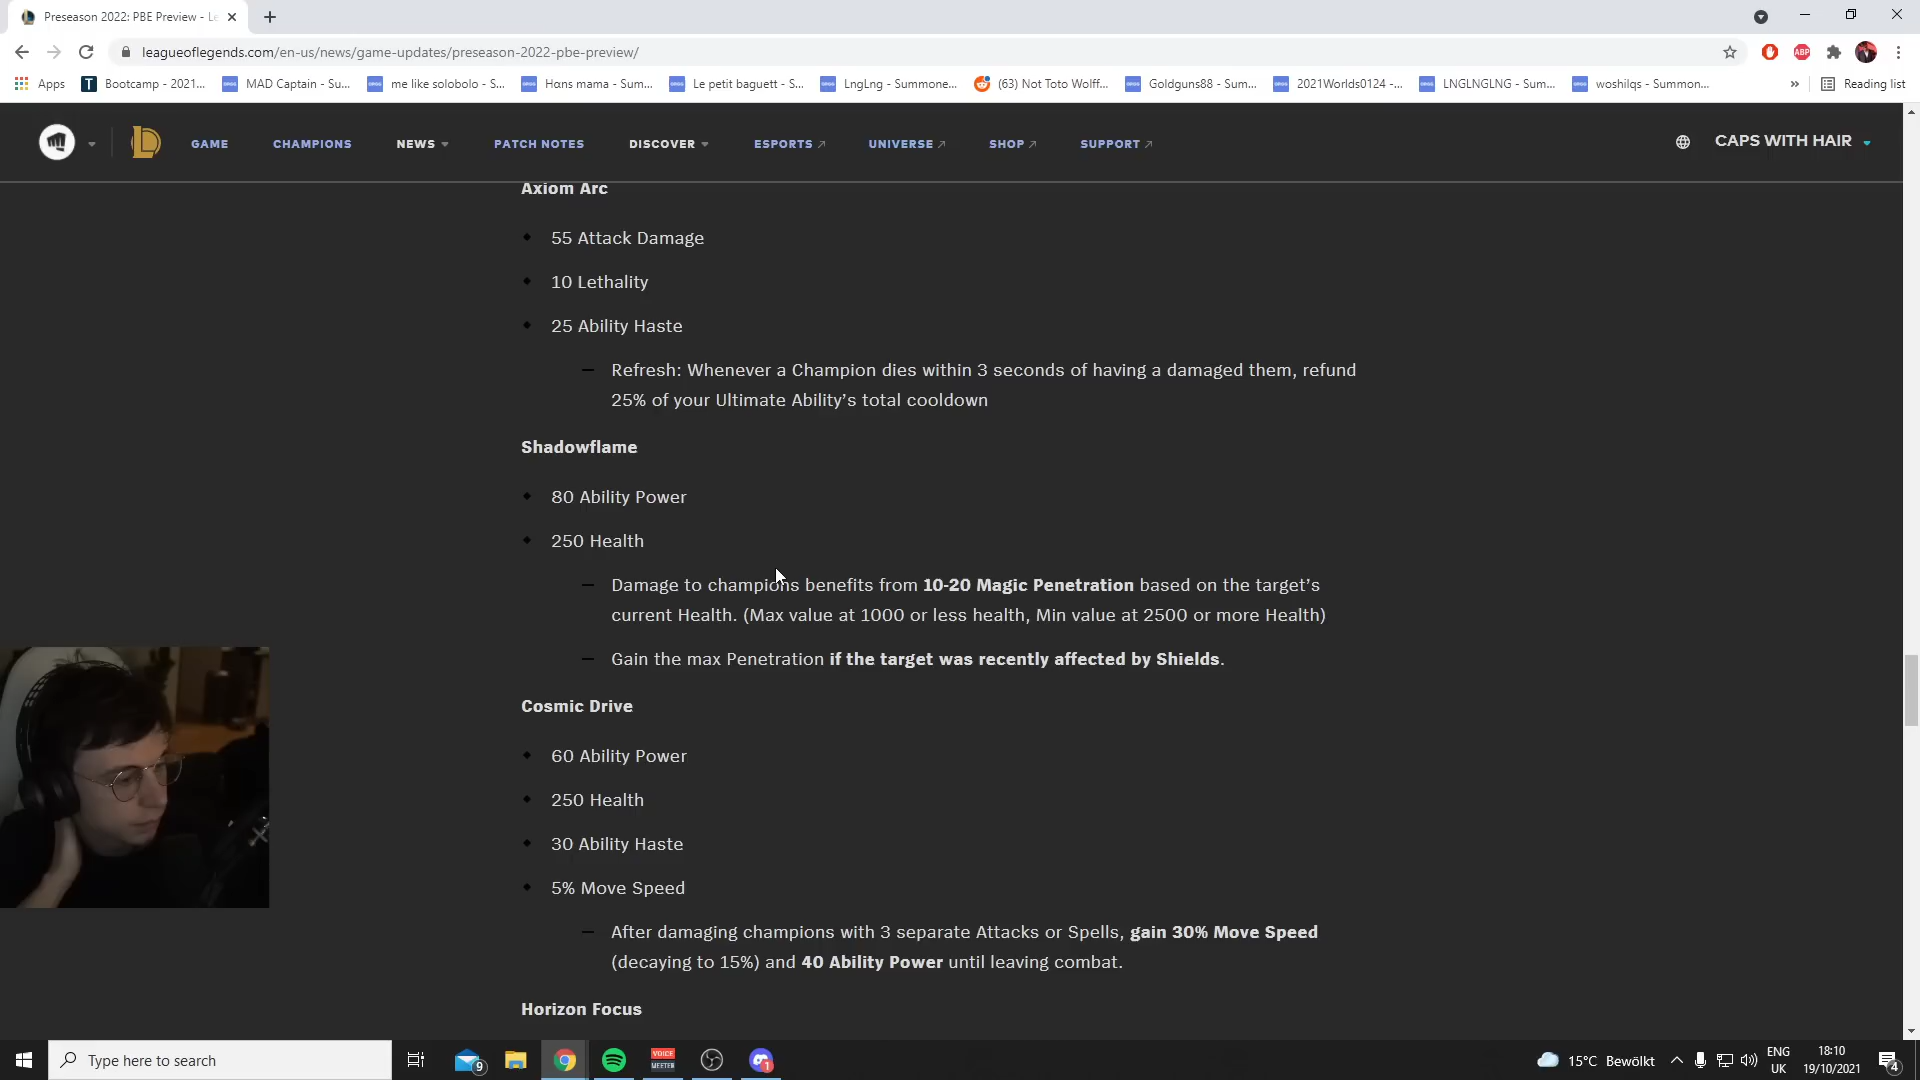 Preseason 2022: PBE Preview - Le
leagueoflegends.com/en-us/news/game-updates/preseason-2022-pbe-preview/
ABP
Apps
T Bootcamp - 2021...
MAD Captain - Su...
me like solobolo - S...
Hans mama - Sum...
Le petit baguett - S...
LngLng - Summone...
(63) Not Toto Wolff...
Goldguns88 - Sum...
2021Worlds0124 -...
LNGLNGLNG - Sum...
woshilqs - Summon...
»
Reading list
GAME
CHAMPIONS
NEWS
PATCH NOTES
DISCOVER
ESPORTS
UNIVERSE
SHOP
SUPPORT
CAPS WITH HAIR
Axiom Arc
55 Attack Damage
10 Lethality
25 Ability Haste
— Refresh: Whenever a Champion dies within 3 seconds of having a damaged them, refund
25% of your Ultimate Ability’s total cooldown
Shadowflame
80 Ability Power
250 Health
— Damage to champions benefits from 10-20 Magic Penetration based on the target’s
current Health. (Max value at 1000 or less health, Min value at 2500 or more Health)
— Gain the max Penetration if the target was recently affected by Shields.
Cosmic Drive
60 Ability Power
250 Health
30 Ability Haste
5% Move Speed
— After damaging champions with 3 separate Attacks or Spells, gain 30% Move Speed
(decaying to 15%) and 40 Ability Power until leaving combat.
Horizon Focus
Type here to search
9
VOICE
MEETER
1
15°C Bewölkt
ENG
UK
18:10
19/10/2021
4